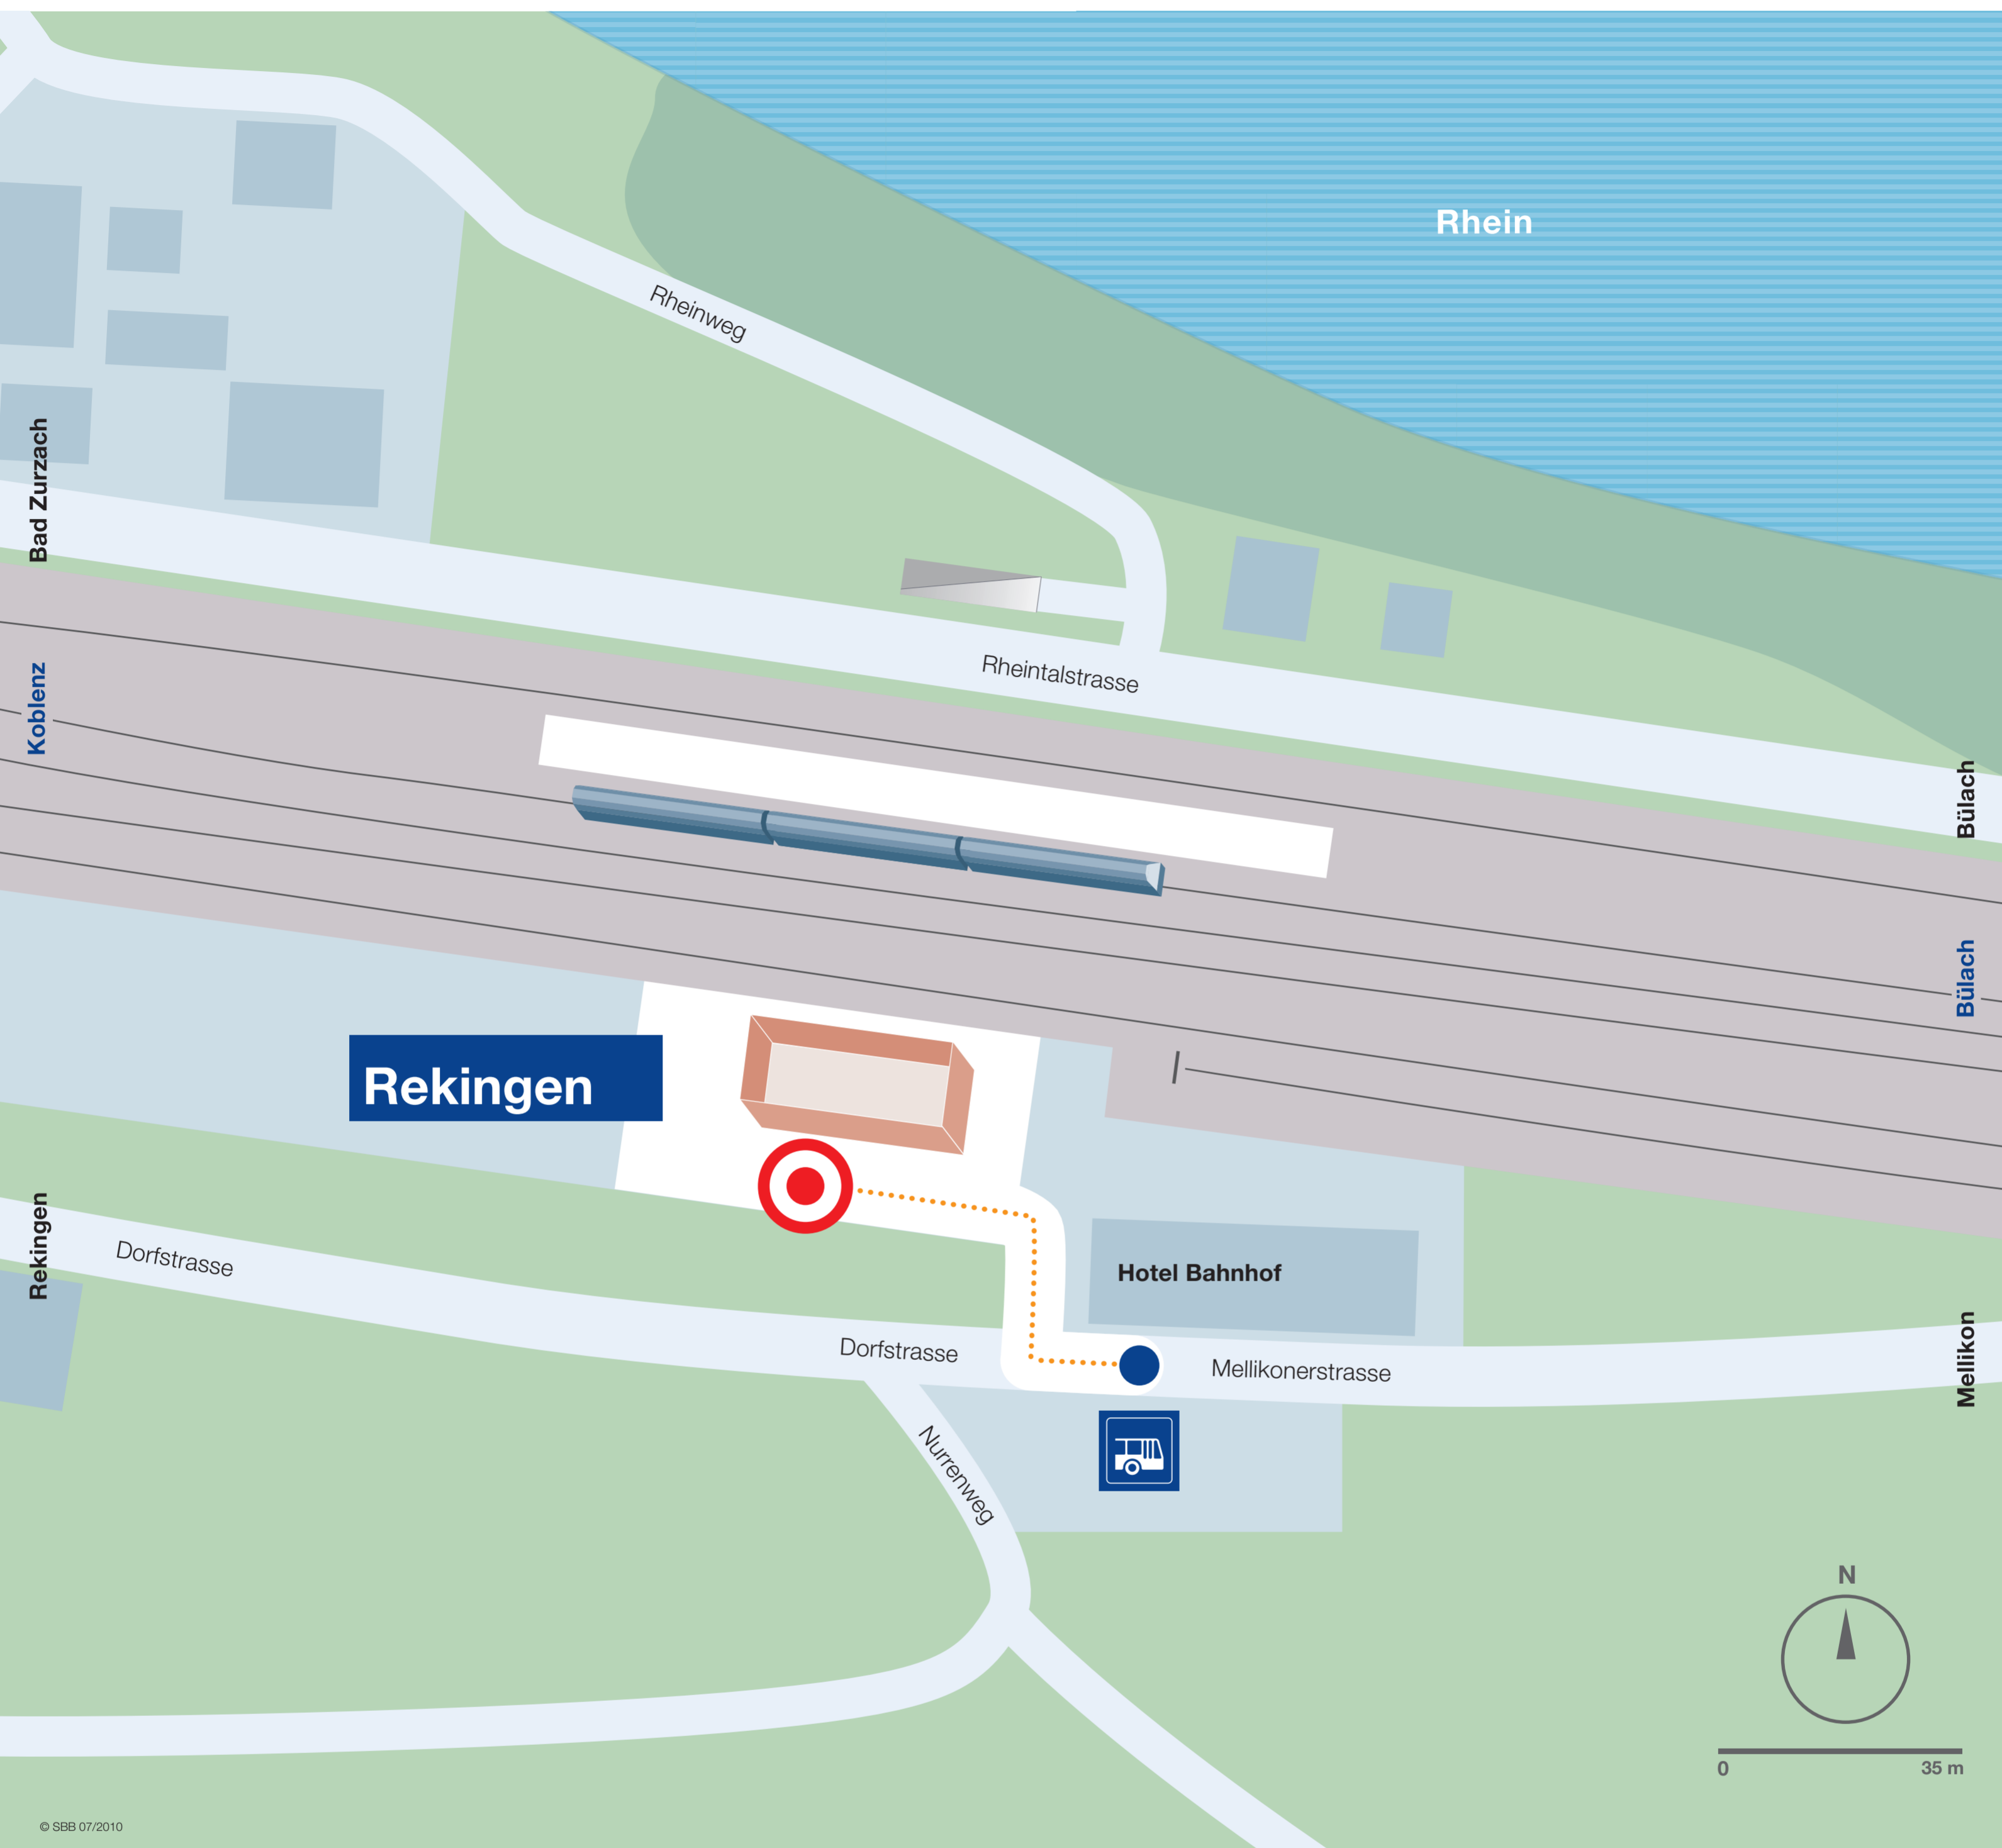 Rhein
Rheinweg
Bad Zurzach
Rheintalstrasse
Koblenz
Bülach
Bülach
Rekingen
Rekingen
Dorfstrasse
Hotel Bahnhof
Dorfstrasse
Mellikonerstrasse
Mellikon
Nurrenweg
N
0 35 m
© SBB 07/2010